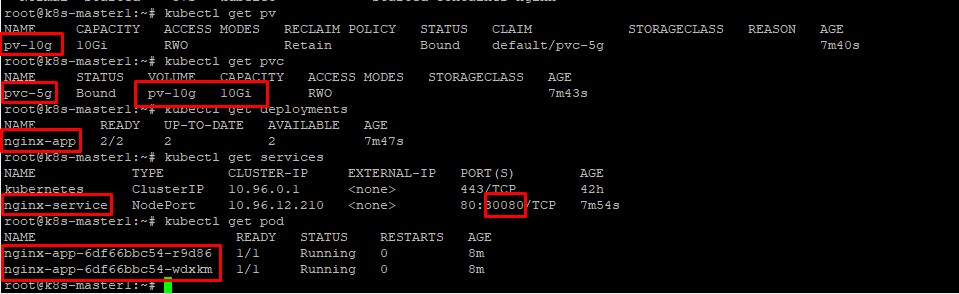 root@k8s-master1:~# kubectl get pv
NAME CAPACITY ACCESS MODES RECLAIM POLICY STATUS CLAIM STORAGECLASS REASON AGE
pv-10g 10Gi RWO Retain Bound default/pvc-5g 7m40s
root@k8s-master1:~# kubectl get pvc
NAME STATUS VOLUME CAPACITY ACCESS MODES STORAGECLASS AGE
pvc-5g Bound pv-10g 10Gi RWO 7m43s
root@k8s-master1:~# kubectl get deployments
NAME READY UP-TO-DATE AVAILABLE AGE
nginx-app 2/2 2 2 7m47s
root@k8s-master1:~# kubectl get services
NAME TYPE CLUSTER-IP EXTERNAL-IP PORT(S) AGE
kubernetes ClusterIP 10.96.0.1 <none> 443/TCP 42h
nginx-service NodePort 10.96.12.210 <none> 80:30080/TCP 7m54s
root@k8s-master1:~# kubectl get pod
NAME READY STATUS RESTARTS AGE
nginx-app-6df66bbc54-r9d86 1/1 Running 0 8m
nginx-app-6df66bbc54-wdxkm 1/1 Running 0 8m
root@k8s-master1:~#